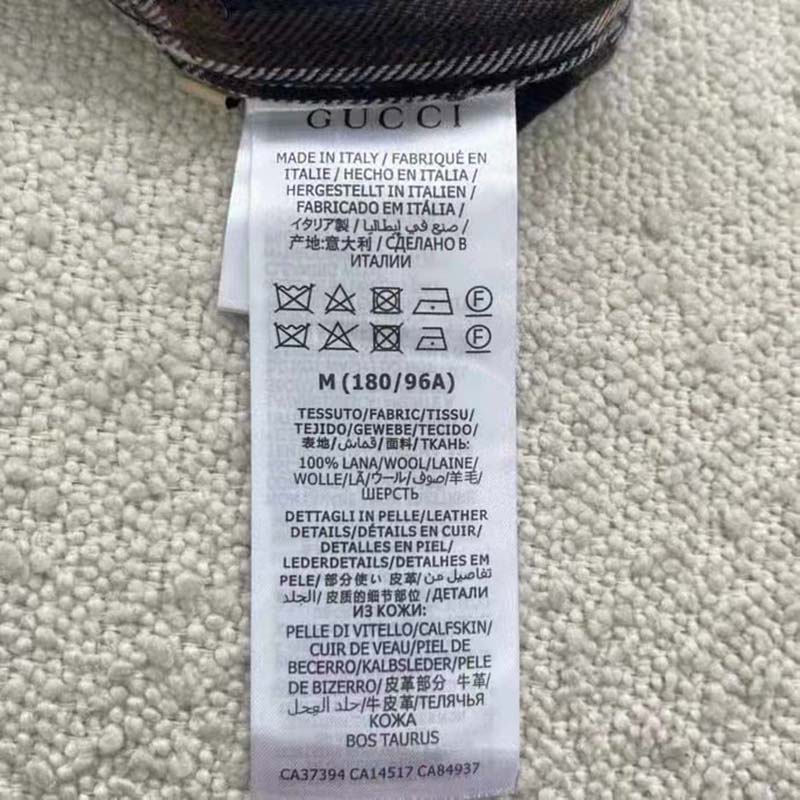 GUCCI
MADE IN ITALY / FABRIQUÉ EN
ITALIE / HECHO EN ITALIA /
HERGESTELLT IN ITALIEN /
FABRICADO EM ITÁLIA /
イタリア製 / صنع في إيطاليا /
产地:意大利 / СДЕЛАНО В
ИТАЛИИ
F
F
M (180/96A)
TESSUTO/FABRIC/TISSU/
TEJIDO/GEWEBE/TECIDO/
表地/قماش/面料/ТКАНЬ:
100% LANA/WOOL/LAINE/
WOLLE/LÃ/ウール/صوف/羊毛/
ШЕРСТЬ
DETTAGLI IN PELLE/LEATHER
DETAILS/DÉTAILS EN CUIR/
DETALLES EN PIEL/
LEDERDETAILS/DETALHES EM
PELE/ 部分使い 皮革/ تفاصيل من
الجلد/ 皮质的细节部位 /ДЕТАЛИ
ИЗ КОЖИ:
PELLE DI VITELLO/CALFSKIN/
CUIR DE VEAU/PIEL DE
BECERRO/KALBSLEDER/PELE
DE BIZERRO/皮革部分 牛革/
جلد العجل/牛皮革/ТЕЛЯЧЬЯ
КОЖА
BOS TAURUS
CA37394 CA14517 CA84937